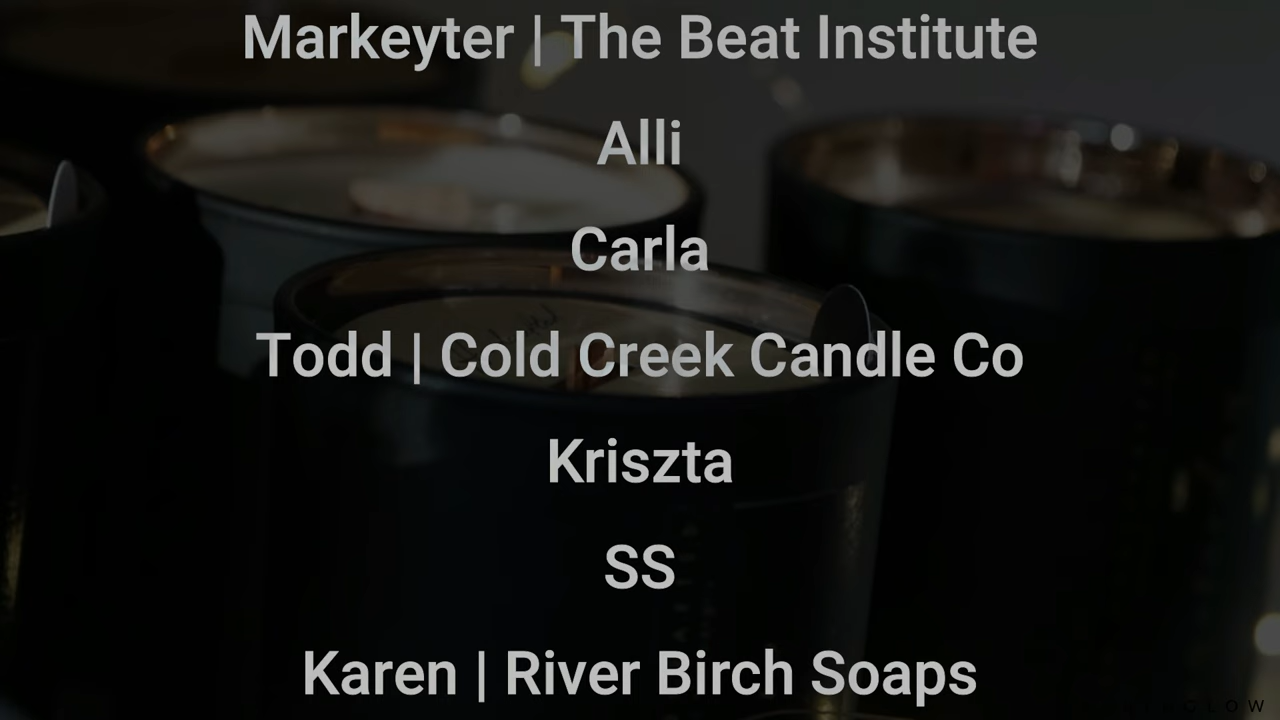 Markeyter | The Beat Institute
Alli
Carla
Todd | Cold Creek Candle Co
Kriszta
SS
Karen | River Birch Soaps